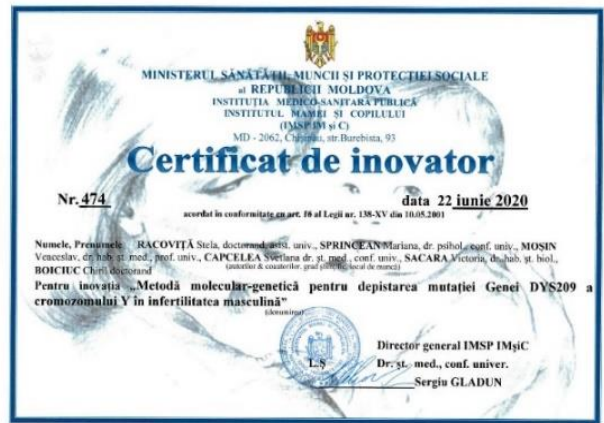 MINISTERUL SĂNĂTĂȚII, MUNCII ȘI PROTECȚIEI SOCIALE
al REPUBLICII MOLDOVA
INSTITUȚIA MEDICO-SANITARĂ PUBLICĂ
INSTITUTUL MAMEI ȘI COPILULUI
(IMSP IM și C)
MD - 2062, Chișinău, str.Burebista, 93
Certificat de inovator
Nr. 474 data 22 iunie 2020
acordat în conformitate cu art. 16 al Legii nr. 138-XV din 10.05.2001
Numele, Prenumele RACOVIȚĂ Stela, doctorand, asist. univ., SPRINCEAN Mariana, dr. psihol., conf. univ., MOȘIN
Veaceslav, dr. hab. șt. med., prof. univ., CAPCELEA Svetlana dr. șt. med., conf. univ., SACARA Victoria, dr. hab. șt. biol.,
BOICIUC Chiril doctorand
(autorilor & coautorilor, grad științific, local de muncă)
Pentru inovația „Metodă molecular-genetică pentru depistarea mutației Genei DYS209 a
cromozomului Y în infertilitatea masculină”
(denumirea)
Director general IMSP IMșiC
L.Ș Dr. șt. med., conf. univer.
Sergiu GLADUN